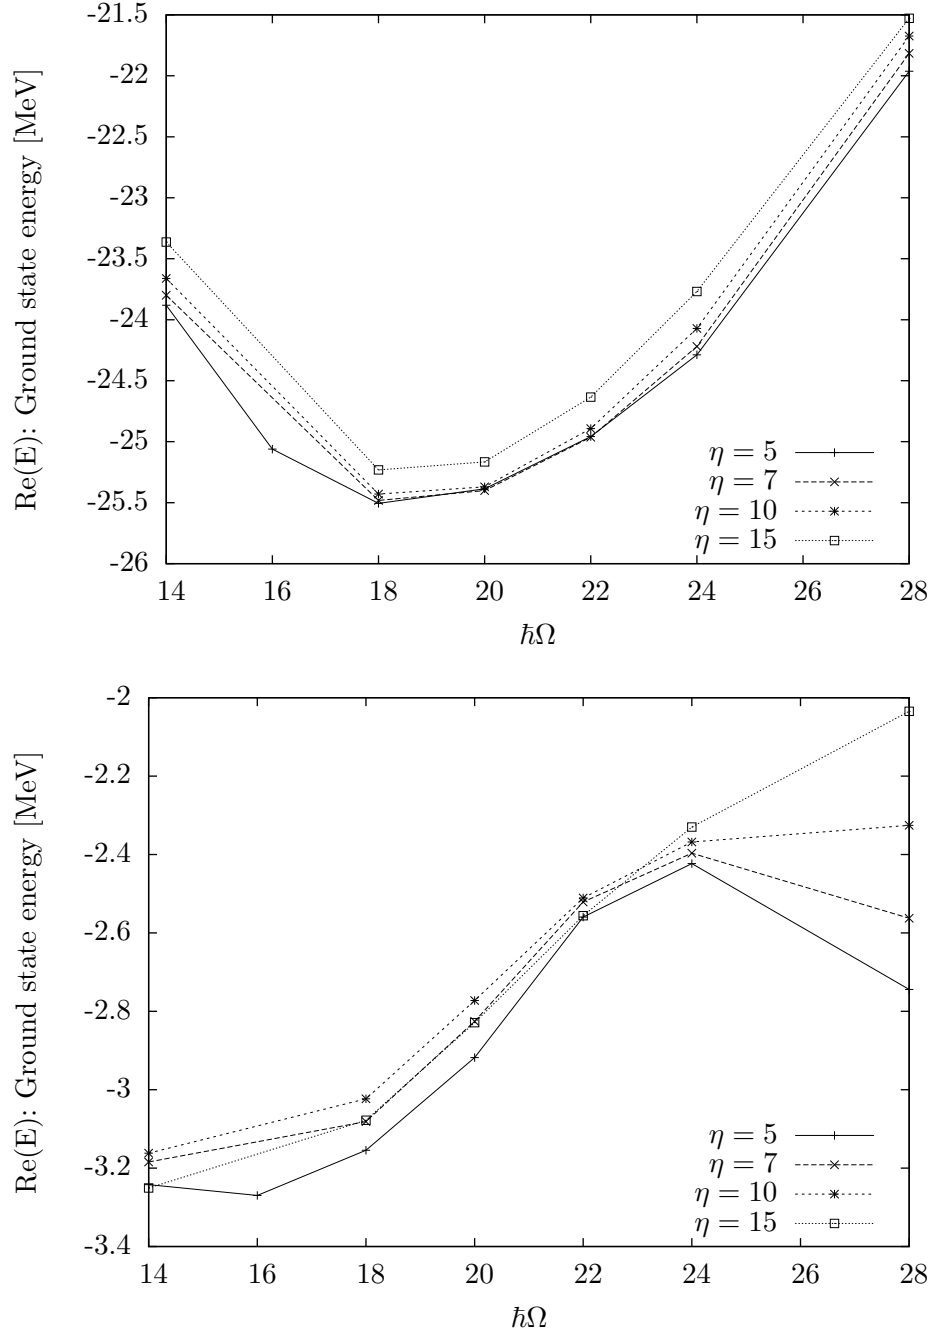 -21.5
-22
-22.5
-23
-23.5
-24
-24.5
-25
-25.5
-26
Re(E): Ground state energy [MeV]
η = 5
η = 7
η = 10
η = 15
14 16 18 20 22 24 26 28
ħΩ
-2
-2.2
-2.4
-2.6
-2.8
-3
-3.2
-3.4
Re(E): Ground state energy [MeV]
η = 5
η = 7
η = 10
η = 15
14 16 18 20 22 24 26 28
ħΩ